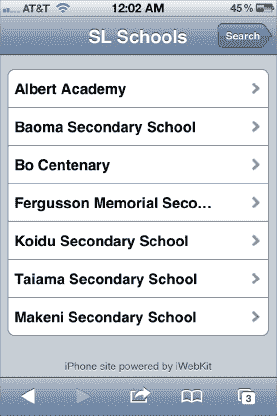 AT&T 12:02 AM 45%
SL Schools Search
Albert Academy
Baoma Secondary School
Bo Centenary
Fergusson Memorial Seco...
Koidu Secondary School
Taiama Secondary School
Makeni Secondary School
iPhone site powered by iWebKit
3